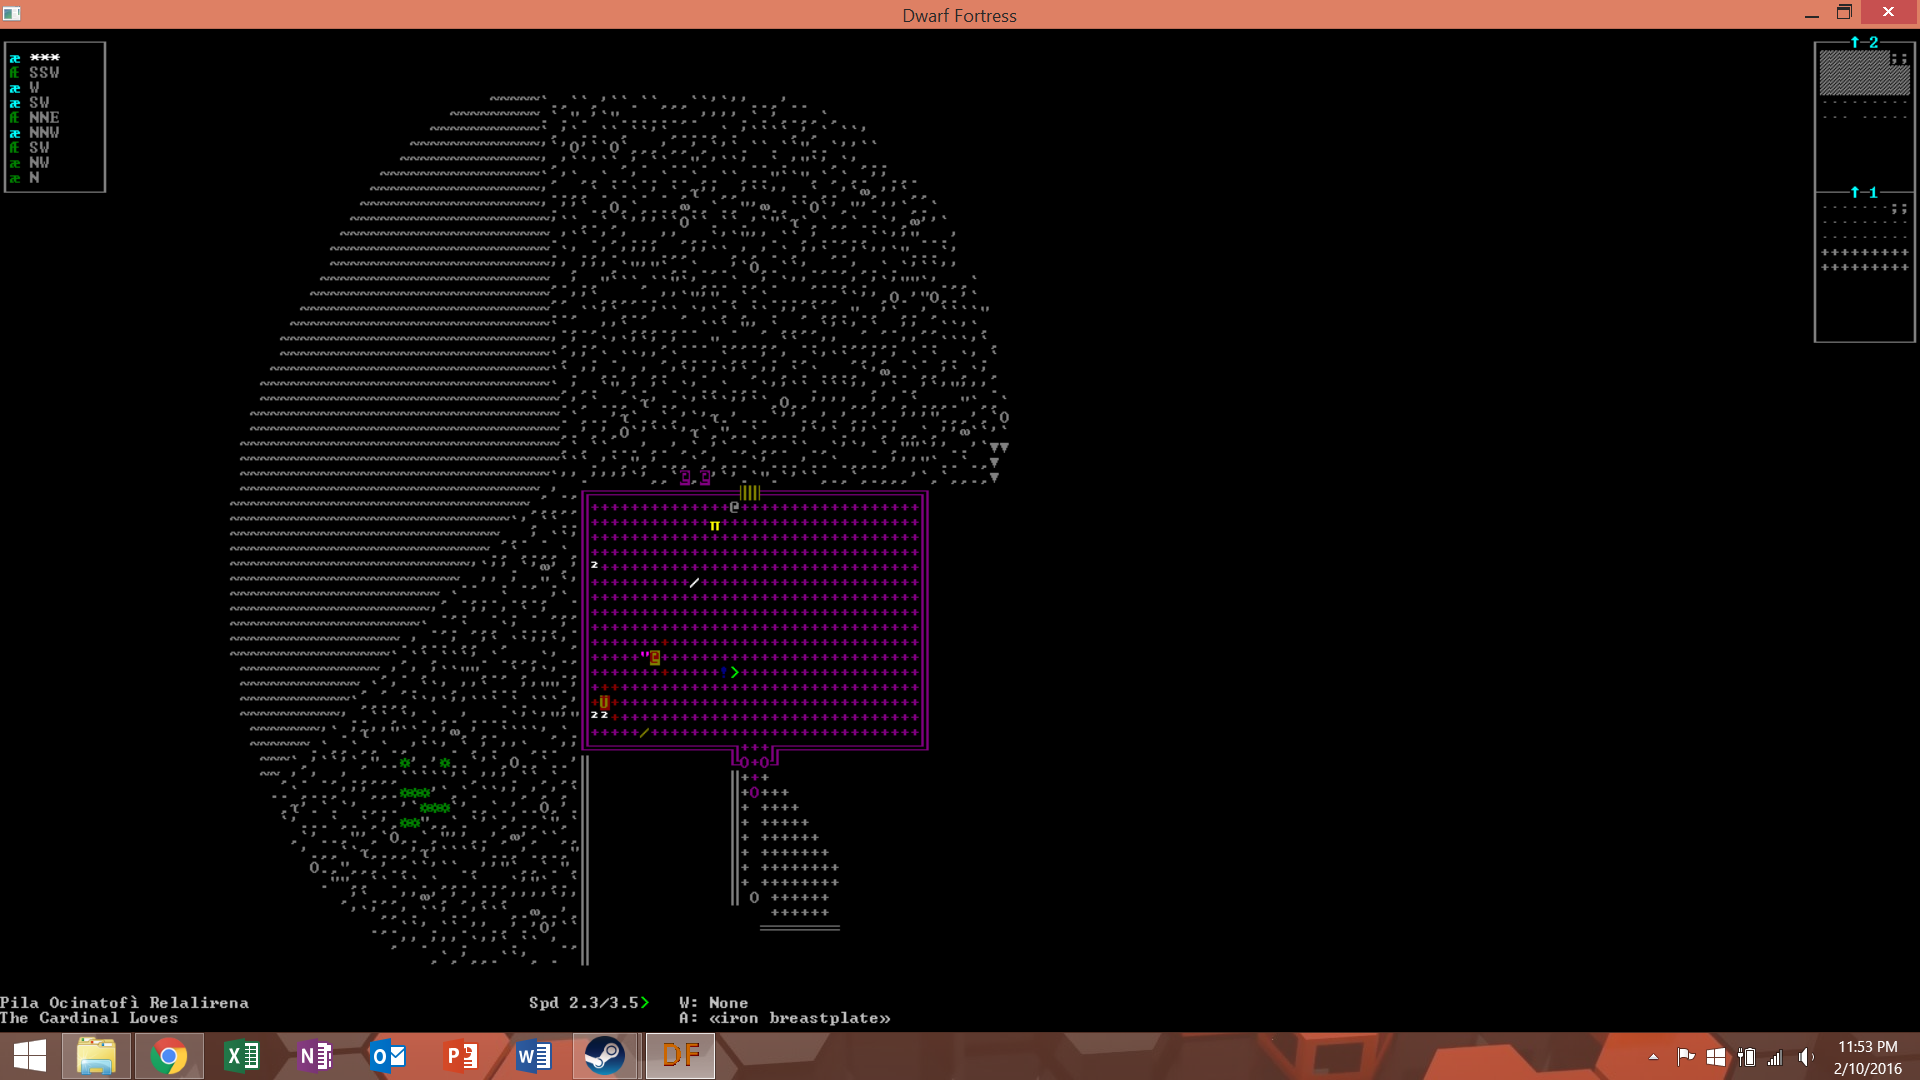 Dwarf Fortress
æ ***
Æ SSW
æ W
æ SW
Æ NNE
æ NNW
Æ SW
æ NW
æ N
↑ 2
↑ 1
Pila Ocinatofì Relalirena
The Cardinal Loves
Spd 2.3/3.5>
W: None
A: «iron breastplate»
DF
11:53 PM
2/10/2016